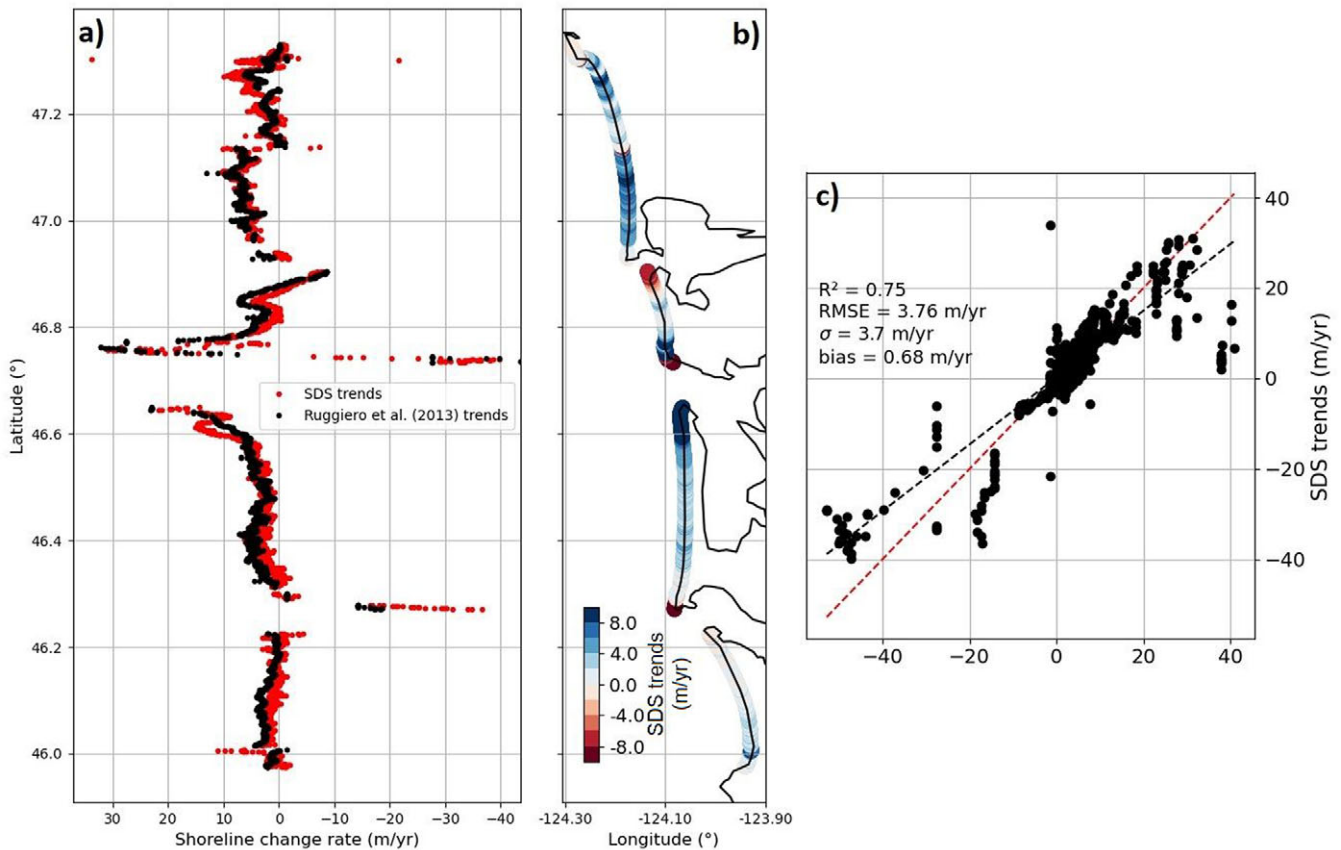 a)
47.2
47.0
46.8
46.6
46.4
46.2
46.0
Latitude (°)
SDS trends
Ruggiero et al. (2013) trends
30 20 10 0 −10 −20 −30 −40
Shoreline change rate (m/yr)
b)
8.0
4.0
0.0
-4.0
-8.0
SDS trends
(m/yr)
-124.30 -124.10 -123.90
Longitude (°)
c)
R² = 0.75
RMSE = 3.76 m/yr
σ = 3.7 m/yr
bias = 0.68 m/yr
40
20
0
−20
−40
SDS trends (m/yr)
−40 −20 0 20 40